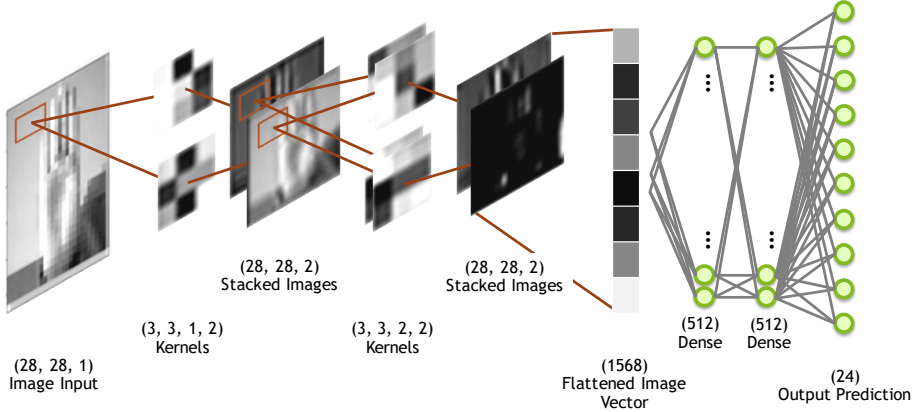 (28, 28, 1)
Image Input
(3, 3, 1, 2)
Kernels
(28, 28, 2)
Stacked Images
(3, 3, 2, 2)
Kernels
(28, 28, 2)
Stacked Images
(1568)
Flattened Image
Vector
(512)
Dense
(512)
Dense
(24)
Output Prediction